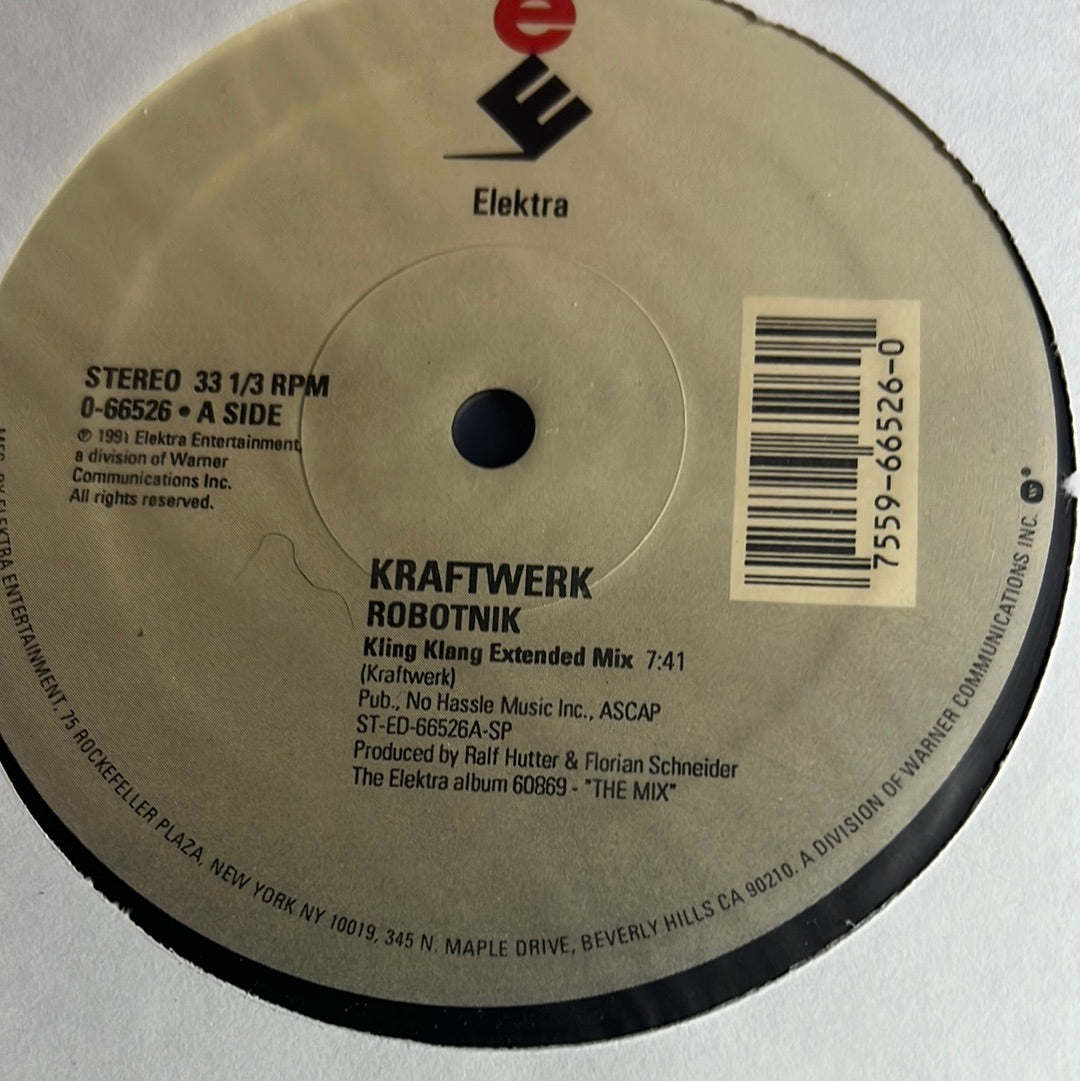 e
E
Elektra
STEREO 33 1/3 RPM
0-66526 • A SIDE
℗ 1991 Elektra Entertainment,
a division of Warner
Communications Inc.
All rights reserved.
7559-66526-0
KRAFTWERK
ROBOTNIK
Kling Klang Extended Mix 7:41
(Kraftwerk)
Pub., No Hassle Music Inc., ASCAP
ST-ED-66526A-SP
Produced by Ralf Hutter & Florian Schneider
The Elektra album 60869 - "THE MIX"
BY ELEKTRA ENTERTAINMENT, 75 ROCKEFELLER PLAZA, NEW YORK NY 10019, 345 N. MAPLE DRIVE, BEVERLY HILLS CA 90210. A DIVISION OF WARNER COMMUNICATIONS INC. W ®